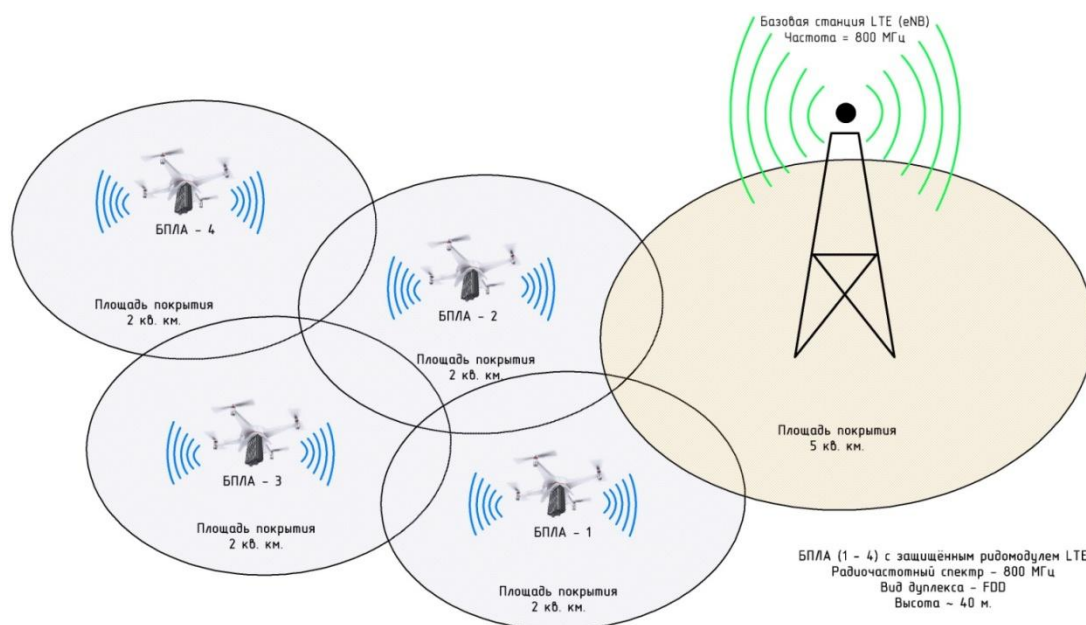 Базовая станция LTE (eNB)
Частота = 800 МГц
БПЛА - 4
Площадь покрытия
2 кв. км.
БПЛА - 2
Площадь покрытия
2 кв. км.
БПЛА - 3
Площадь покрытия
2 кв. км.
БПЛА - 1
Площадь покрытия
2 кв. км.
Площадь покрытия
5 кв. км.
БПЛА (1 - 4) с защищённым ридомодулем LTE
Радиочастотный спектр - 800 МГц
Вид дуплекса - FDD
Высота ~ 40 м.